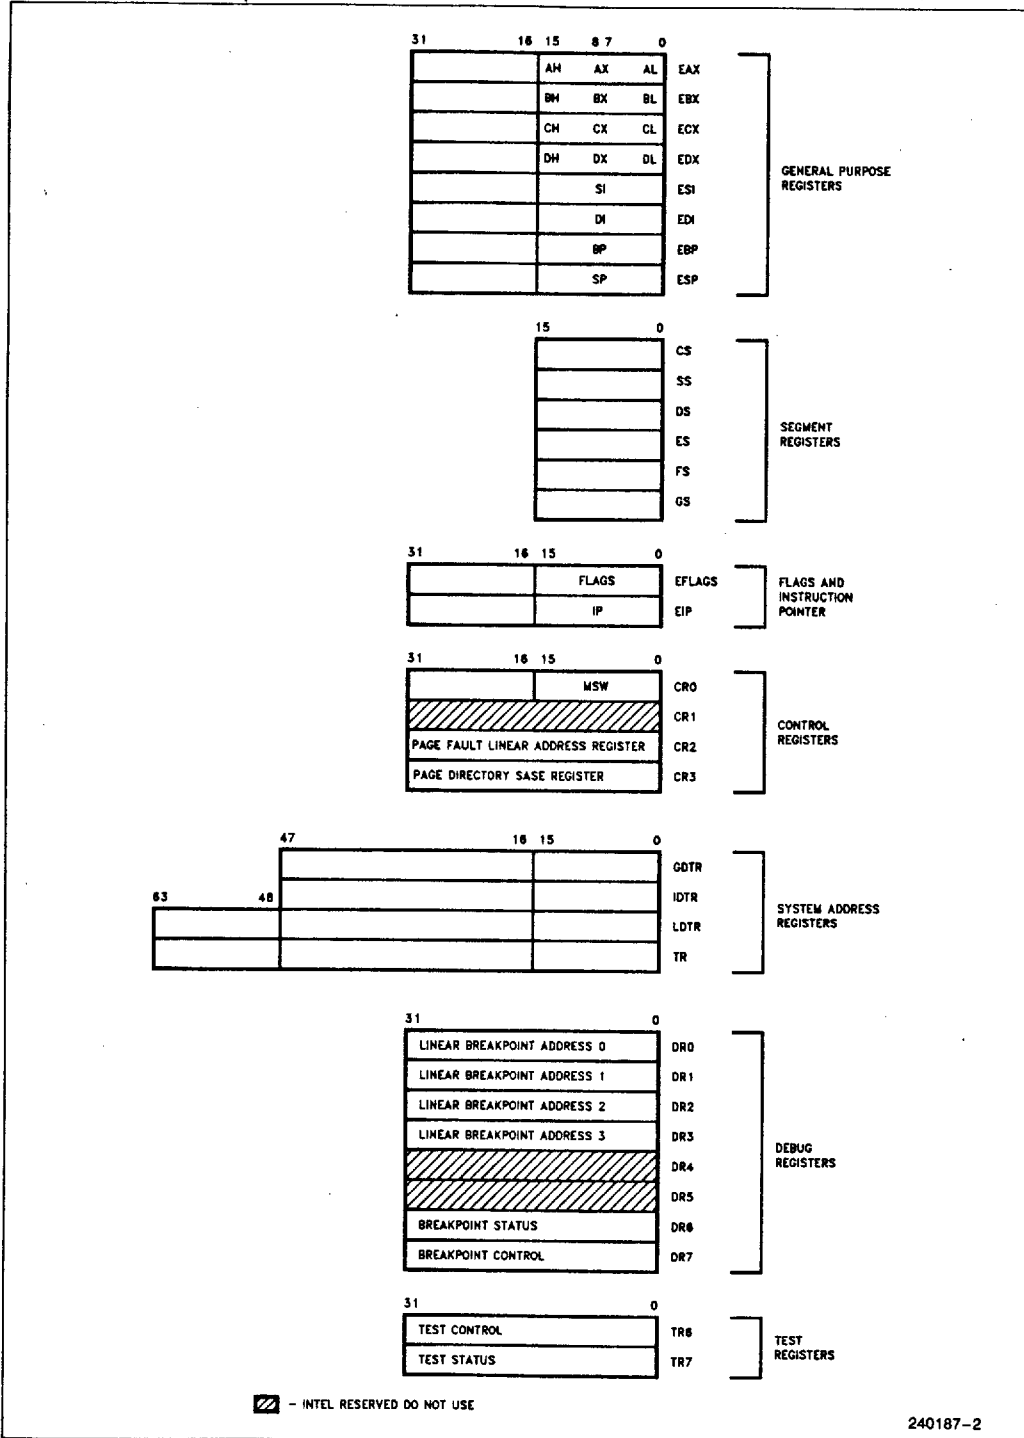 31 16 15 8 7 0
AH AX AL EAX
BH BX BL EBX
CH CX CL ECX
DH DX DL EDX
SI ESI
DI EDI
BP EBP
SP ESP
GENERAL PURPOSE
REGISTERS
15 0
CS
SS
DS
ES
FS
GS
SEGMENT
REGISTERS
31 16 15 0
FLAGS EFLAGS
IP EIP
FLAGS AND
INSTRUCTION
POINTER
31 16 15 0
MSW CR0
CR1
PAGE FAULT LINEAR ADDRESS REGISTER CR2
PAGE DIRECTORY SASE REGISTER CR3
CONTROL
REGISTERS
47 16 15 0
GDTR
63 48 IDTR
LDTR
TR
SYSTEM ADDRESS
REGISTERS
31 0
LINEAR BREAKPOINT ADDRESS 0 DR0
LINEAR BREAKPOINT ADDRESS 1 DR1
LINEAR BREAKPOINT ADDRESS 2 DR2
LINEAR BREAKPOINT ADDRESS 3 DR3
DR4
DR5
BREAKPOINT STATUS DR6
BREAKPOINT CONTROL DR7
DEBUG
REGISTERS
31 0
TEST CONTROL TR6
TEST STATUS TR7
TEST
REGISTERS
– INTEL RESERVED DO NOT USE
240187–2